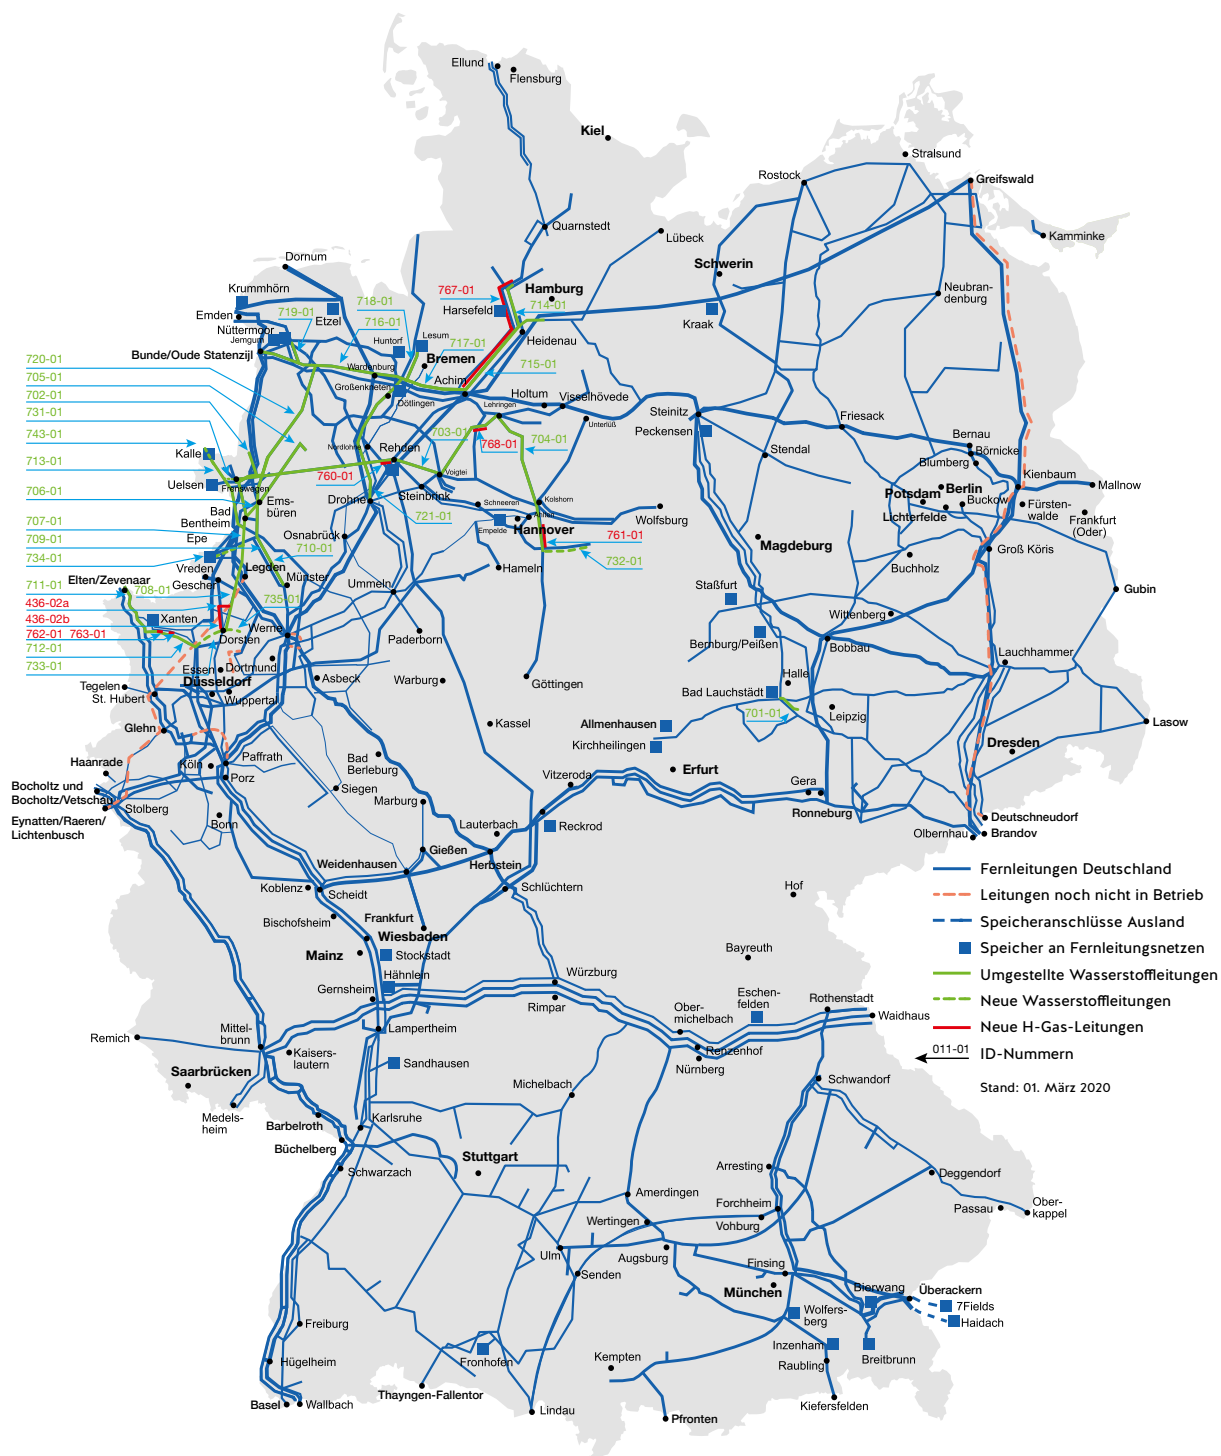 Ellund
Flensburg
Kiel
Stralsund
Rostock
Greifswald
Quarnstedt
Lübeck
Kamminke
Dornum
Schwerin
Krummhörn
767-01
Hamburg
718-01
714-01
Neubran-
denburg
719-01
Etzel
Harsefeld
Emden
716-01
Kraak
Nüttermoor
Jemgum
Huntorf
Lesum
717-01
Heidenau
Bunde/Oude Statenzijl
Bremen
720-01
Wardenburg
715-01
705-01
Achim
Großenkneten
702-01
Dötlingen
Holtum
Visselhövede
Lehringen
731-01
Steinitz
Friesack
Unterlüß
743-01
703-01
Peckensen
Bernau
Nordlohne
Rehden
768-01
704-01
Kalle
Stendal
Börnicke
713-01
Blumberg
760-01
Voigtei
Kienbaum
Mallnow
Uelsen
Frenswegen
706-01
Steinbrink
Potsdam
Berlin
Drohne
Schneeren
Kolshorn
Buckow
Ems-
büren
Fürsten-
walde
Bad
Bentheim
721-01
Ahlten
Wolfsburg
Lichterfelde
Frankfurt
(Oder)
707-01
Empelde
Hannover
709-01
Epe
Osnabrück
761-01
Magdeburg
710-01
Groß Köris
734-01
732-01
Buchholz
Vreden
Legden
Hameln
Elten/Zevenaar
Gescher
Münster
Ummeln
Staßfurt
Gubin
711-01
708-01
436-02a
735-01
Wittenberg
436-02b
Xanten
Werne
762-01 763-01
Dorsten
Paderborn
Bernburg/Peißen
Bobbau
712-01
733-01
Essen
Dortmund
Lauchhammer
Düsseldorf
Asbeck
Warburg
Göttingen
Halle
Tegelen
St. Hubert
Wuppertal
Bad Lauchstädt
701-01
Leipzig
Glehn
Kassel
Allmenhausen
Lasow
Kirchheilingen
Dresden
Haanrade
Köln
Paffrath
Bad
Berleburg
Porz
Vitzeroda
Erfurt
Gera
Bocholtz und
Bocholtz/Vetschau
Siegen
Stolberg
Marburg
Ronneburg
Deutschneudorf
Eynatten/Raeren/
Lichtenbusch
Bonn
Lauterbach
Reckrod
Olbernhau
Brandov
Gießen
Weidenhausen
Herbstein
Fernleitungen Deutschland
Koblenz
Scheidt
Schlüchtern
Hof
Leitungen noch nicht in Betrieb
Bischofsheim
Frankfurt
Speicheranschlüsse Ausland
Wiesbaden
Mainz
Stockstadt
Bayreuth
Speicher an Fernleitungsnetzen
Hähnlein
Würzburg
Umgestellte Wasserstoffleitungen
Gernsheim
Eschen-
felden
Rothenstadt
Rimpar
Ober-
michelbach
Neue Wasserstoffleitungen
Waidhaus
Remich
Mittel-
brunn
Lampertheim
Neue H-Gas-Leitungen
Kaisers-
lautern
Renzenhof
011-01
ID-Nummern
Sandhausen
Nürnberg
Saarbrücken
Michelbach
Schwandorf
Stand: 01. März 2020
Medels-
heim
Barbelroth
Karlsruhe
Büchelberg
Stuttgart
Schwarzach
Arresting
Deggendorf
Amerdingen
Forchheim
Passau
Ober-
kappel
Wertingen
Vohburg
Ulm
Augsburg
Finsing
Senden
München
Bierwang
Überackern
7Fields
Freiburg
Wolfers-
berg
Haidach
Inzenham
Hügelheim
Fronhofen
Kempten
Raubling
Breitbrunn
Thayngen-Fallentor
Basel
Wallbach
Lindau
Pfronten
Kiefersfelden